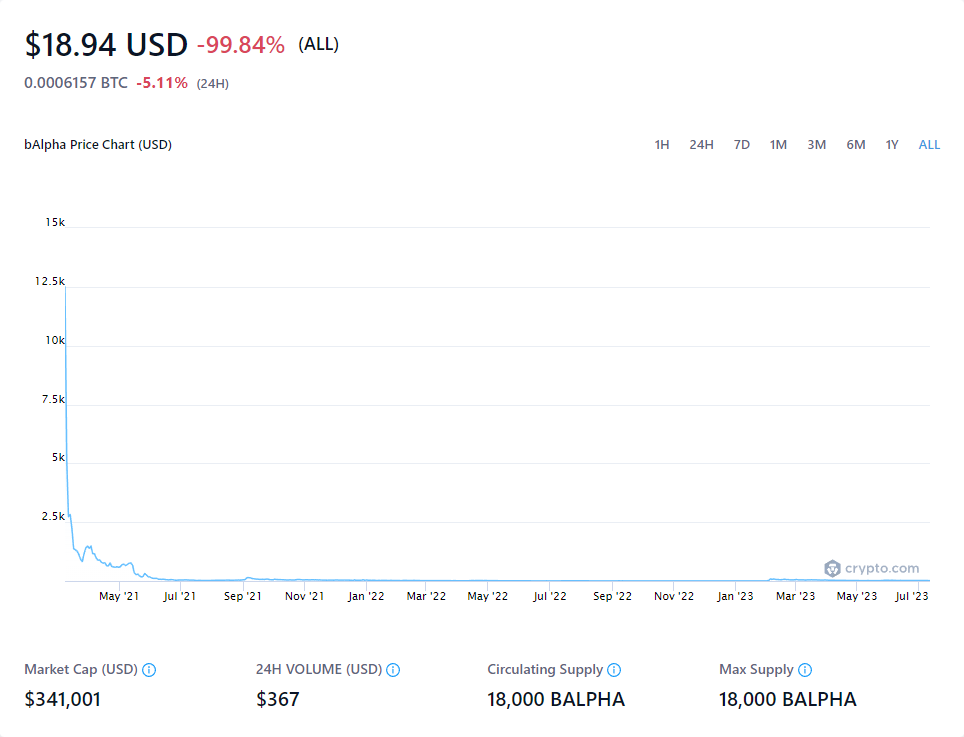 $18.94 USD -99.84% (ALL)
0.0006157 BTC -5.11% (24H)
bAlpha Price Chart (USD) 1H 24H 7D 1M 3M 6M 1Y ALL
15k
12.5k
10k
7.5k
5k
2.5k
crypto.com
May '21 Jul '21 Sep '21 Nov '21 Jan '22 Mar '22 May '22 Jul '22 Sep '22 Nov '22 Jan '23 Mar '23 May '23 Jul '23
Market Cap (USD) 24H VOLUME (USD) Circulating Supply Max Supply
$341,001 $367 18,000 BALPHA 18,000 BALPHA